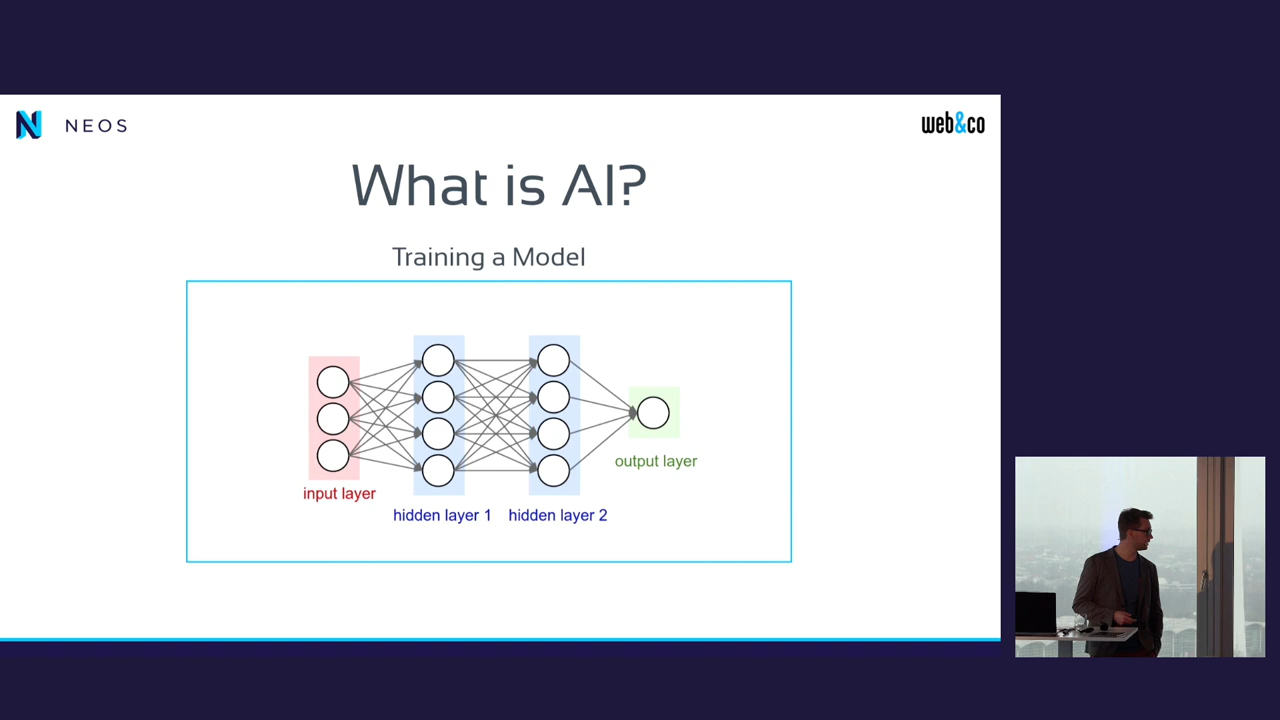 NEOS
web&co
What is AI?
Training a Model
input layer
hidden layer 1
hidden layer 2
output layer